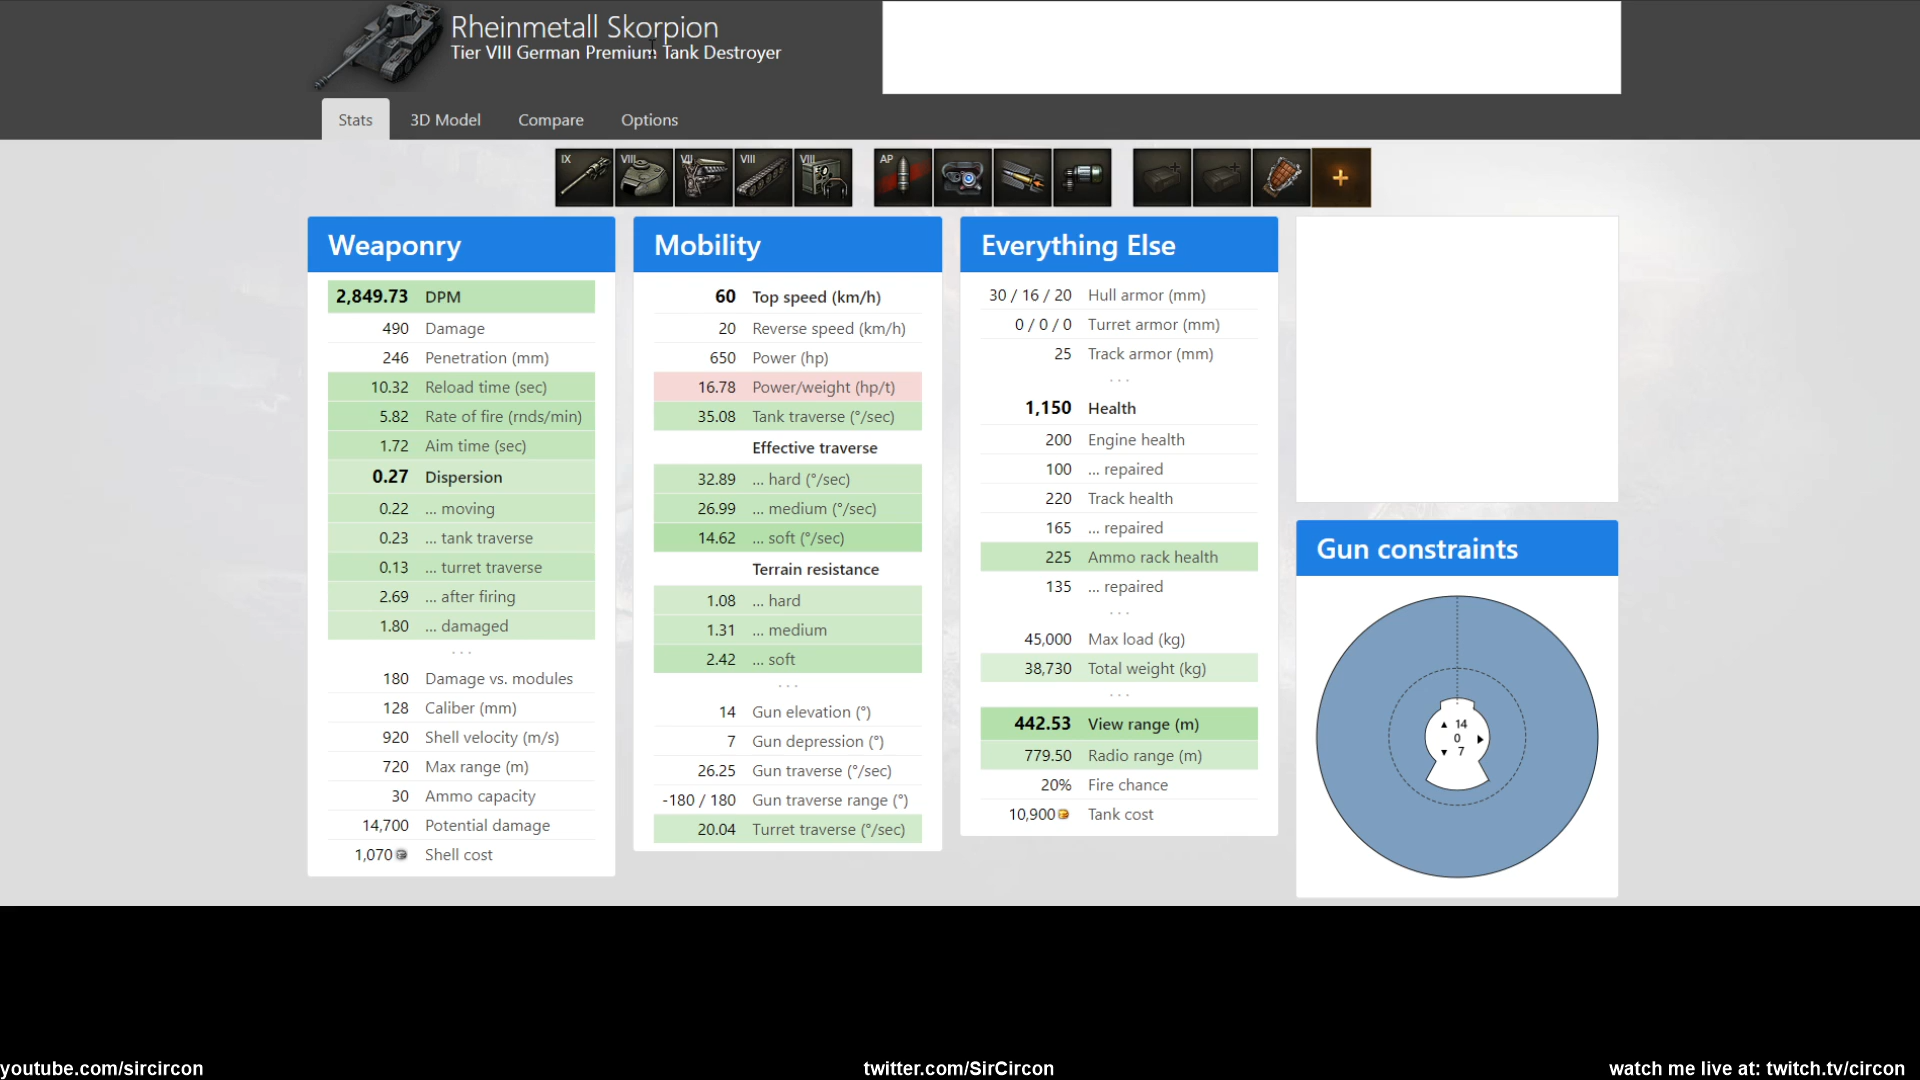 Rheinmetall Skorpion
Tier VIII German Premium Tank Destroyer
Stats 3D Model Compare Options
IX VIII VII VIII VIII AP
Weaponry
2,849.73 DPM
490 Damage
246 Penetration (mm)
10.32 Reload time (sec)
5.82 Rate of fire (rnds/min)
1.72 Aim time (sec)
0.27 Dispersion
0.22 ... moving
0.23 ... tank traverse
0.13 ... turret traverse
2.69 ... after firing
1.80 ... damaged
...
180 Damage vs. modules
128 Caliber (mm)
920 Shell velocity (m/s)
720 Max range (m)
30 Ammo capacity
14,700 Potential damage
1,070 Shell cost
Mobility
60 Top speed (km/h)
20 Reverse speed (km/h)
650 Power (hp)
16.78 Power/weight (hp/t)
35.08 Tank traverse (°/sec)
Effective traverse
32.89 ... hard (°/sec)
26.99 ... medium (°/sec)
14.62 ... soft (°/sec)
Terrain resistance
1.08 ... hard
1.31 ... medium
2.42 ... soft
...
14 Gun elevation (°)
7 Gun depression (°)
26.25 Gun traverse (°/sec)
-180 / 180 Gun traverse range (°)
20.04 Turret traverse (°/sec)
Everything Else
30 / 16 / 20 Hull armor (mm)
0 / 0 / 0 Turret armor (mm)
25 Track armor (mm)
...
1,150 Health
200 Engine health
100 ... repaired
220 Track health
165 ... repaired
225 Ammo rack health
135 ... repaired
...
45,000 Max load (kg)
38,730 Total weight (kg)
...
442.53 View range (m)
779.50 Radio range (m)
20% Fire chance
10,900 Tank cost
Gun constraints
▲ 14
0 ▶
▼ 7
youtube.com/sircircon
twitter.com/SirCircon
watch me live at: twitch.tv/circon